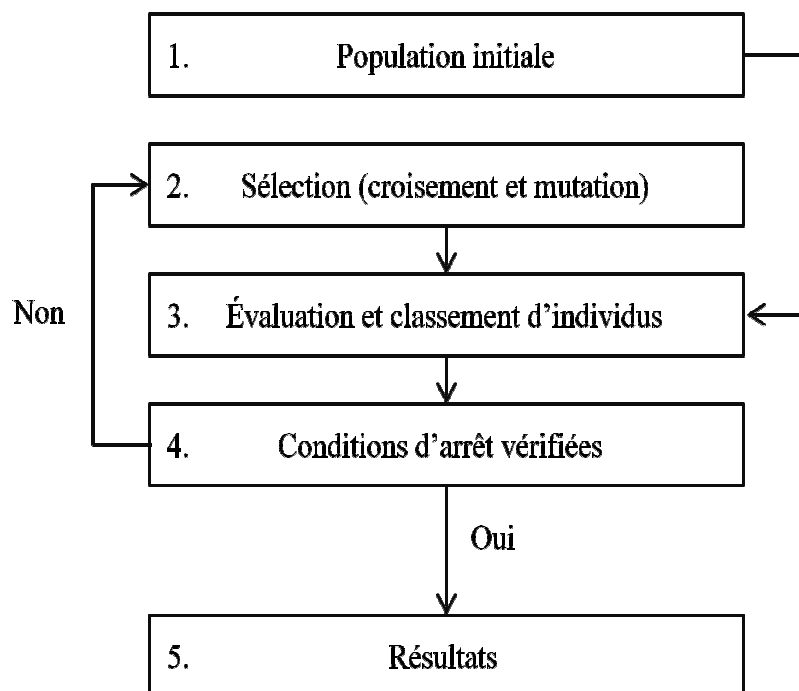 1. Population initiale
2. Sélection (croisement et mutation)
Non
3. Évaluation et classement d'individus
4. Conditions d'arrêt vérifiées
Oui
5. Résultats